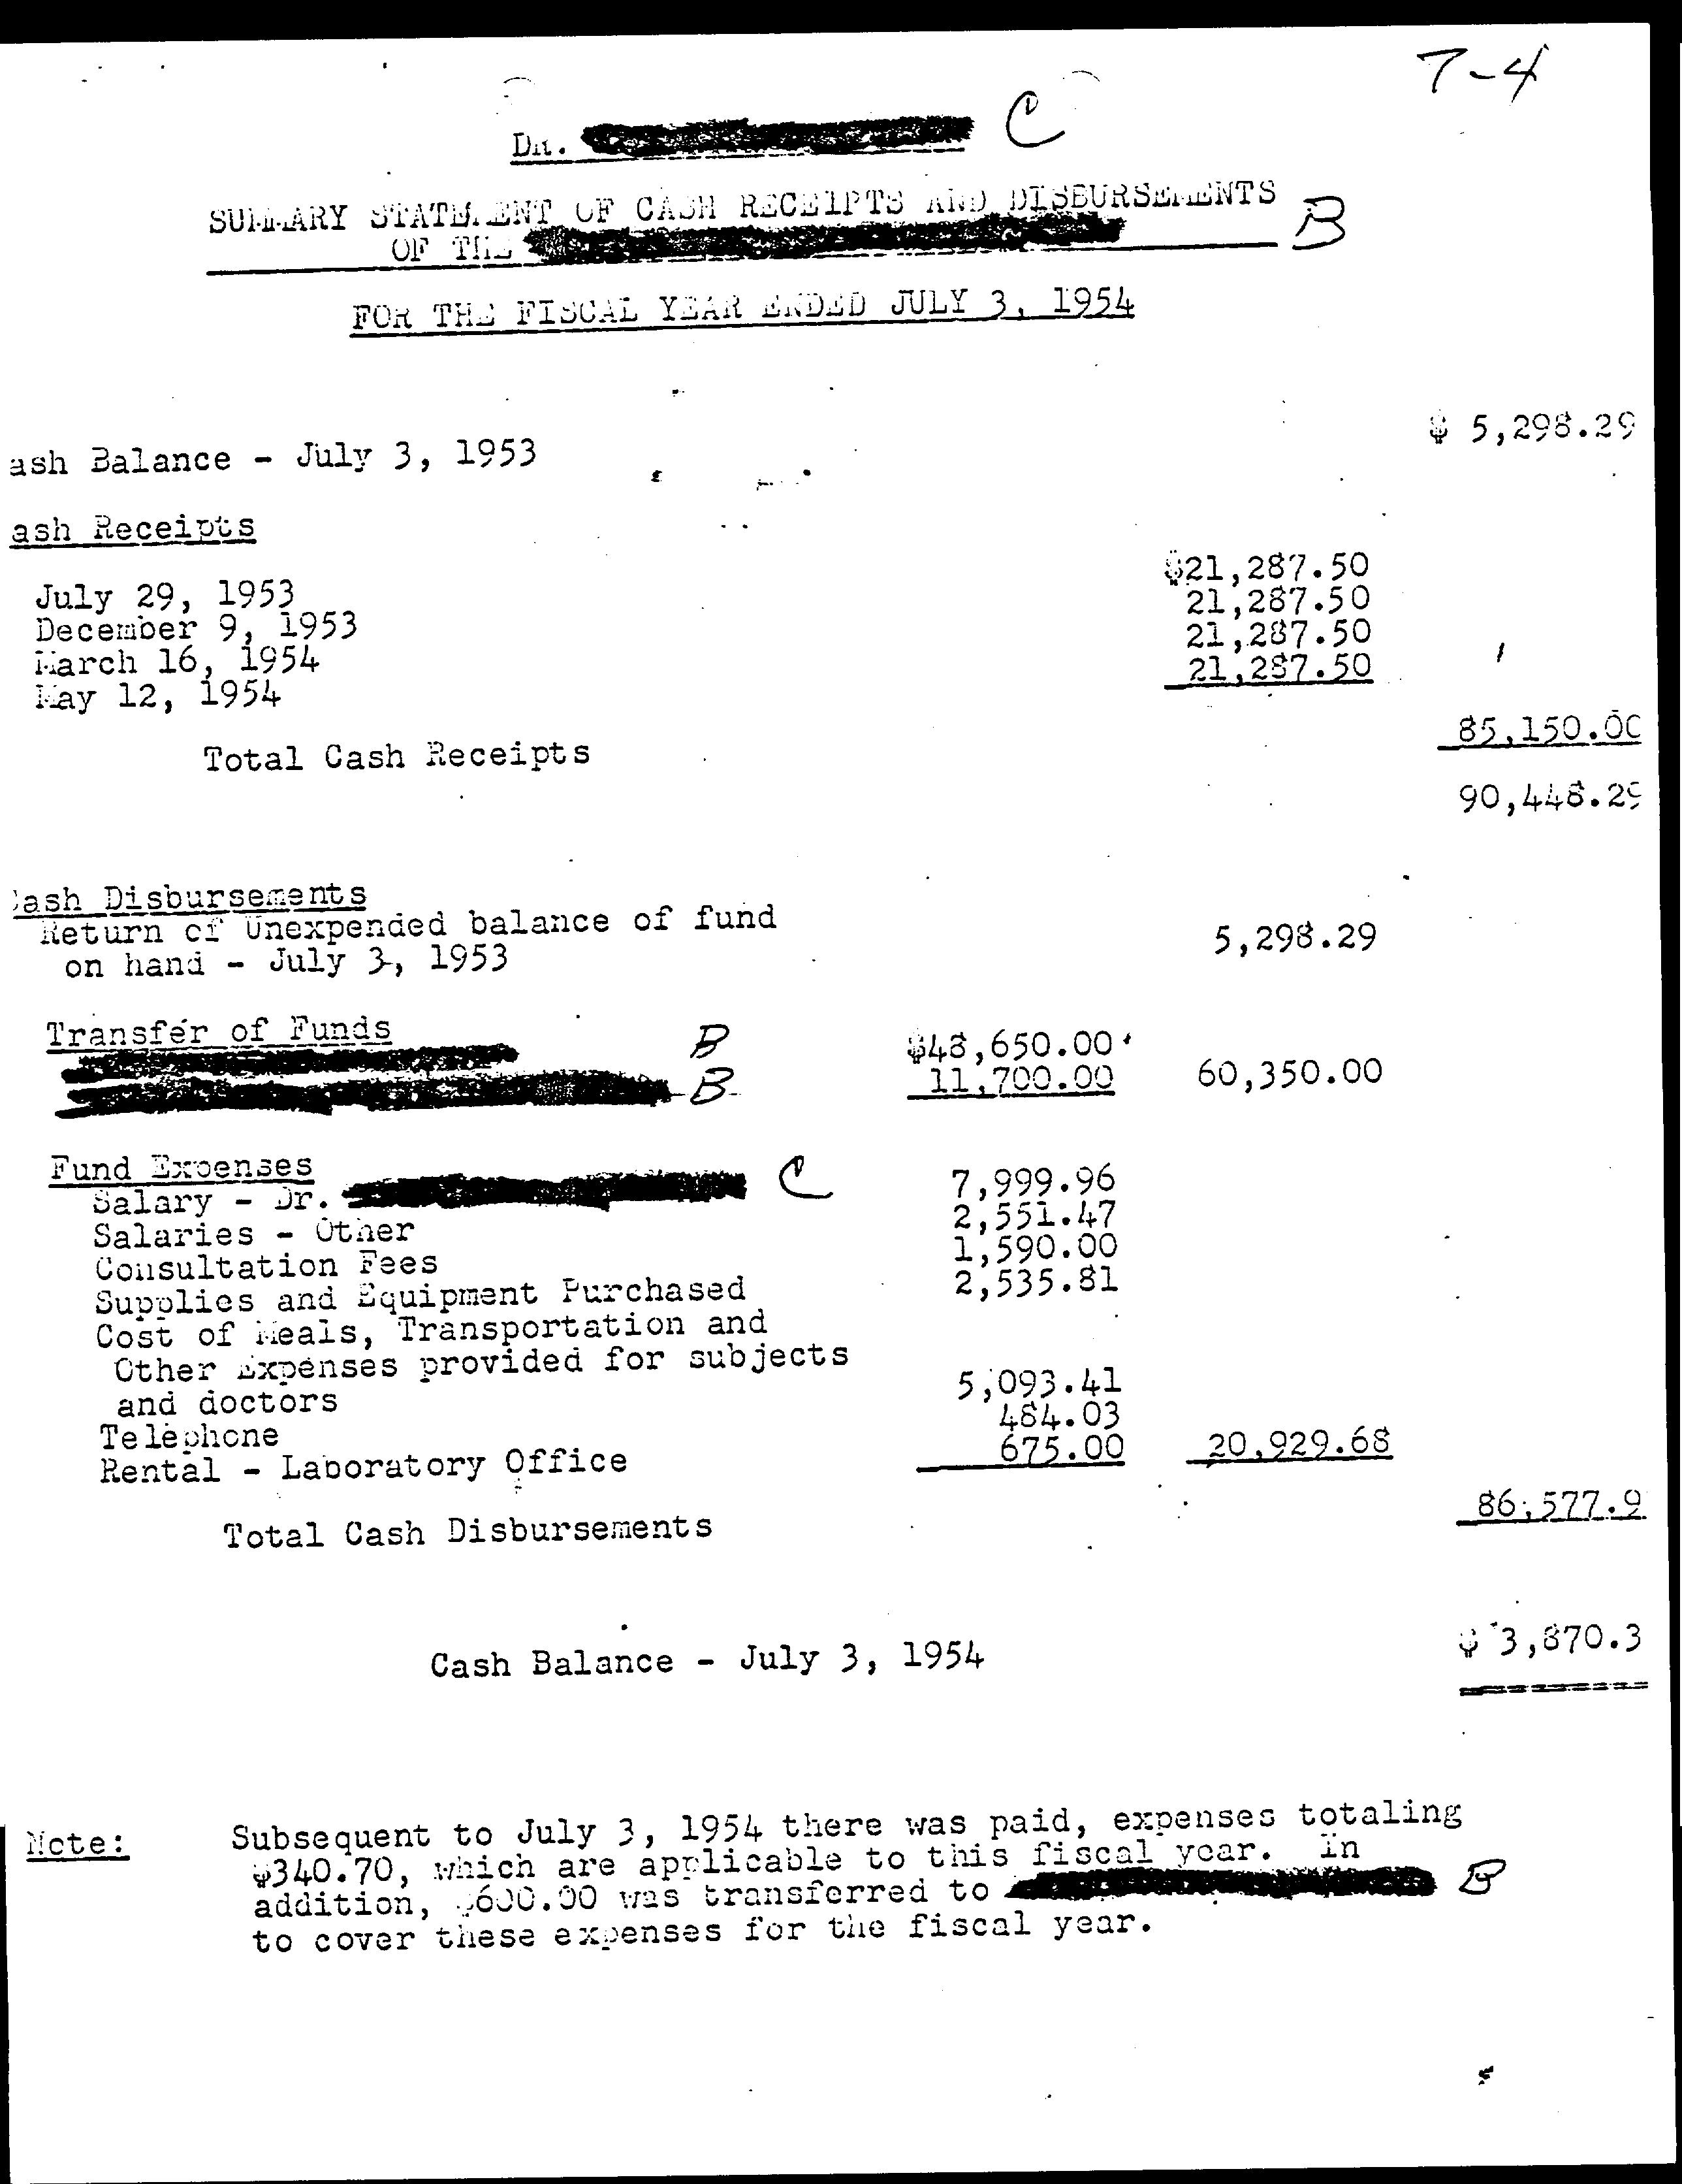 7-4
DR. C
SUMMARY STATEMENT OF CASH RECEIPTS AND DISBURSEMENTS
OF THE B
FOR THE FISCAL YEAR ENDED JULY 3, 1954
ash Balance - July 3, 1953 $ 5,298.29
ash Receipts
July 29, 1953 $21,287.50
December 9, 1953 21,287.50
March 16, 1954 21,287.50
May 12, 1954 21,287.50
Total Cash Receipts 85,150.00
90,448.29
Cash Disbursements
Return of Unexpended balance of fund
on hand - July 3, 1953 5,298.29
Transfer of Funds
B $48,650.00
B 11,700.00 60,350.00
Fund Expenses
Salary - Dr. C 7,999.96
Salaries - Other 2,551.47
Consultation Fees 1,590.00
Supplies and Equipment Purchased 2,535.81
Cost of Meals, Transportation and
Other Expenses provided for subjects
and doctors 5,093.41
Telephone 484.03
Rental - Laboratory Office 675.00 20,929.68
Total Cash Disbursements 86,577.9
Cash Balance - July 3, 1954 $ 3,870.3
Note: Subsequent to July 3, 1954 there was paid, expenses totaling
$340.70, which are applicable to this fiscal year. In
addition, $600.00 was transferred to B
to cover these expenses for the fiscal year.